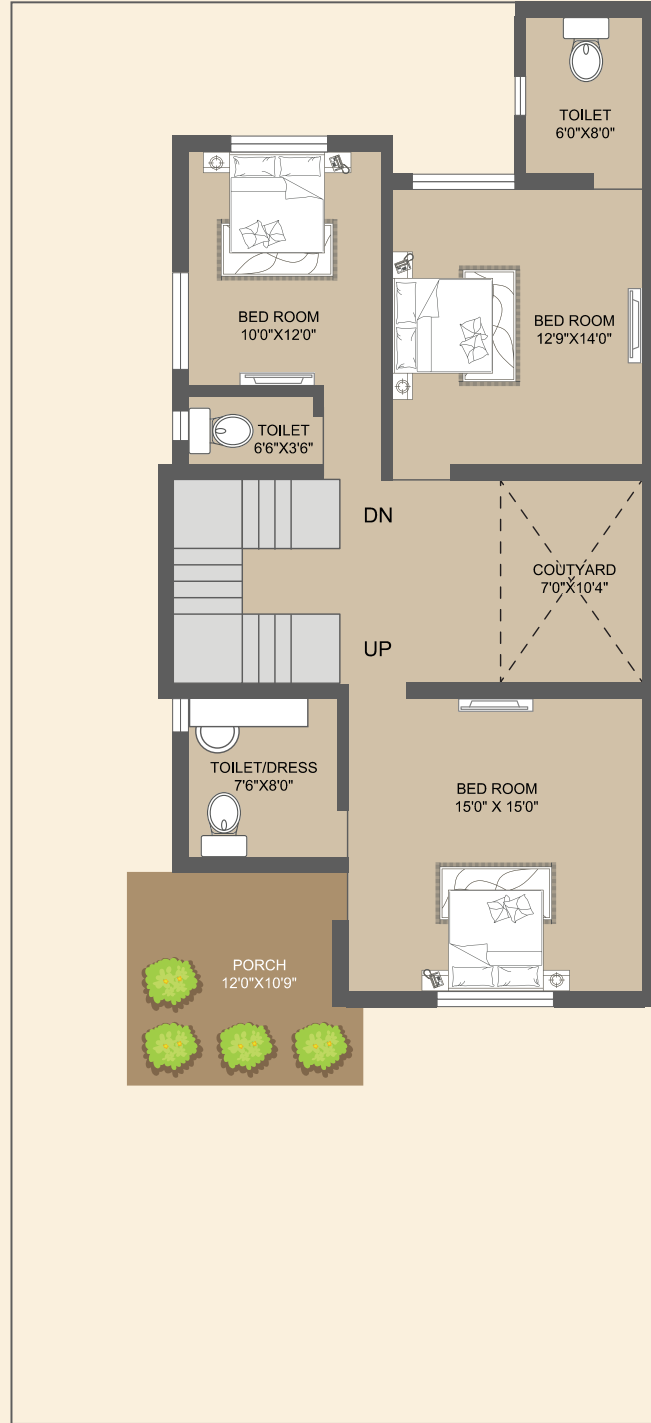 TOILET
6'0"X8'0"
BED ROOM
10'0"X12'0"
BED ROOM
12'9"X14'0"
TOILET
6'6"X3'6"
DN
COUTYARD
7'0"X10'4"
UP
TOILET/DRESS
7'6"X8'0"
BED ROOM
15'0" X 15'0"
PORCH
12'0"X10'9"